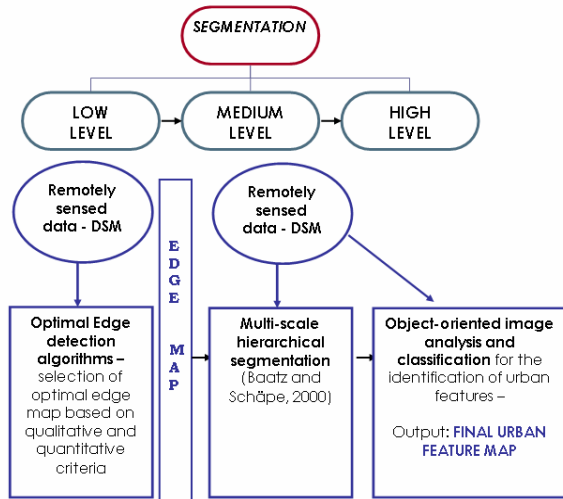 SEGMENTATION
LOW
LEVEL
MEDIUM
LEVEL
HIGH
LEVEL
Remotely
sensed
data - DSM
EDGE MAP
Remotely
sensed
data - DSM
Optimal Edge
detection
algorithms –
selection of
optimal edge
map based on
qualitative and
quantitative
criteria
Multi-scale
hierarchical
segmentation
(Baatz and
Schäpe, 2000)
Object-oriented image
analysis and
classification for the
identification of urban
features –
Output: FINAL URBAN
FEATURE MAP